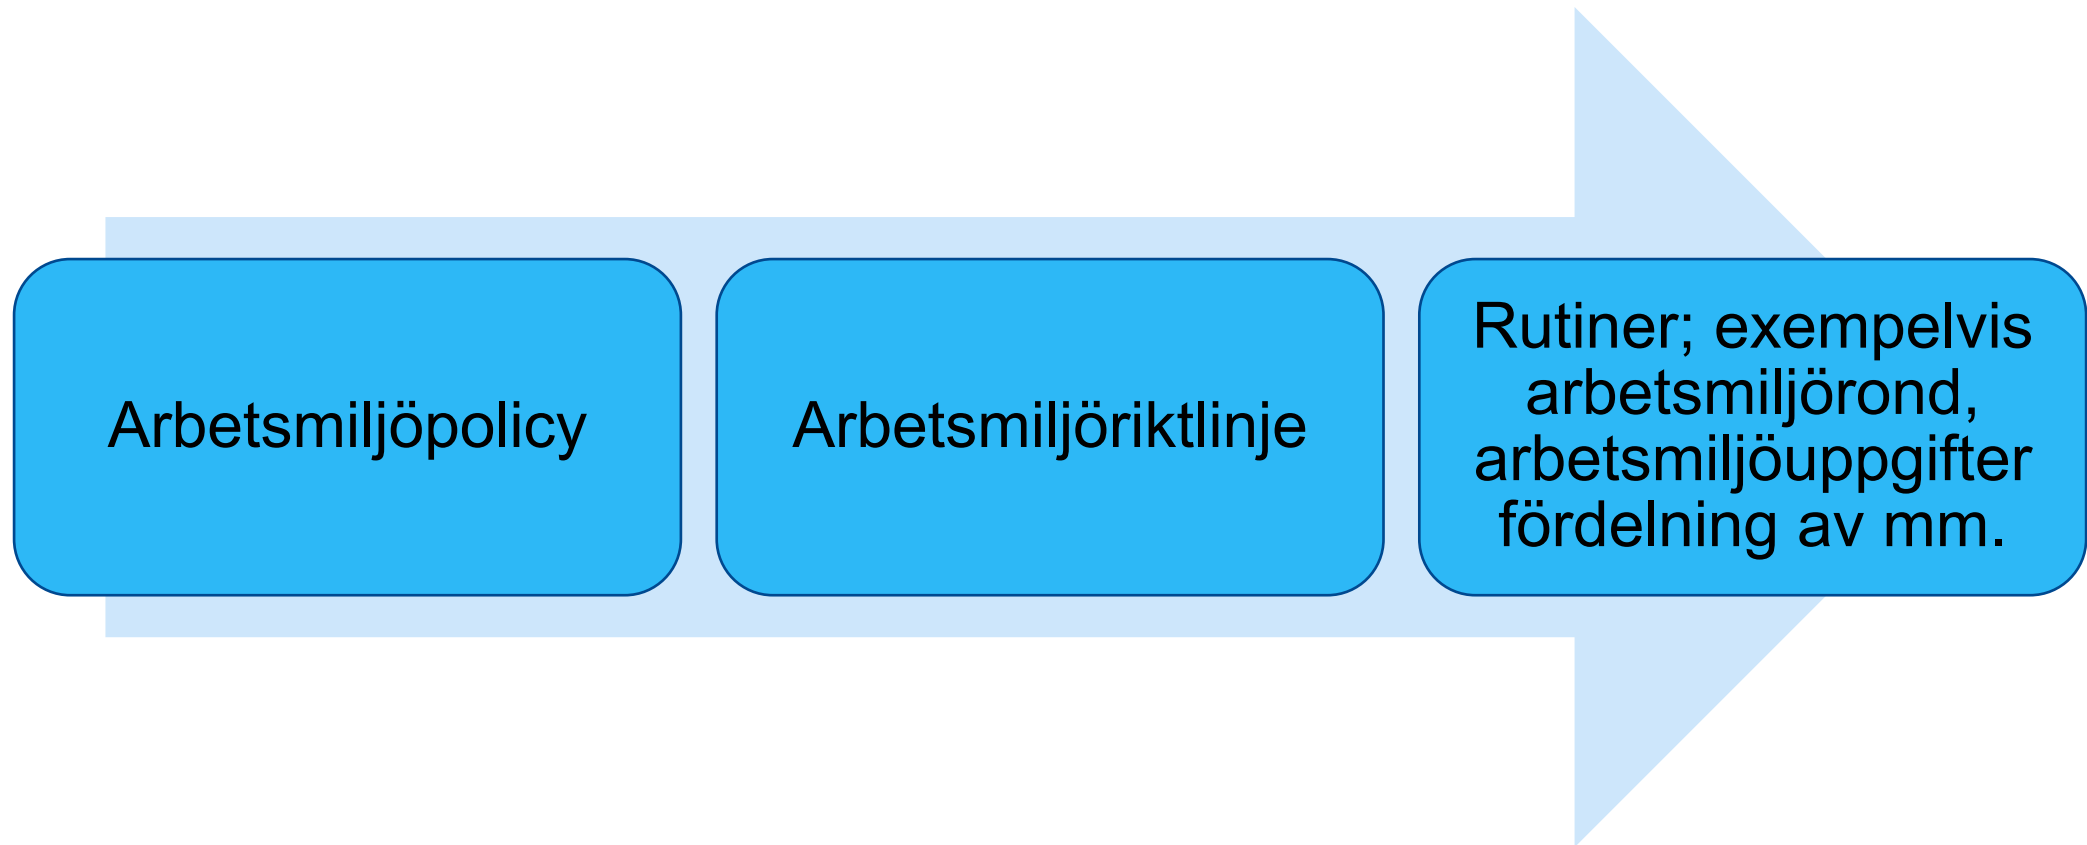 Arbetsmiljöpolicy
Arbetsmiljöriktlinje
Rutiner; exempelvis
arbetsmiljörond,
arbetsmiljöuppgifter
fördelning av mm.